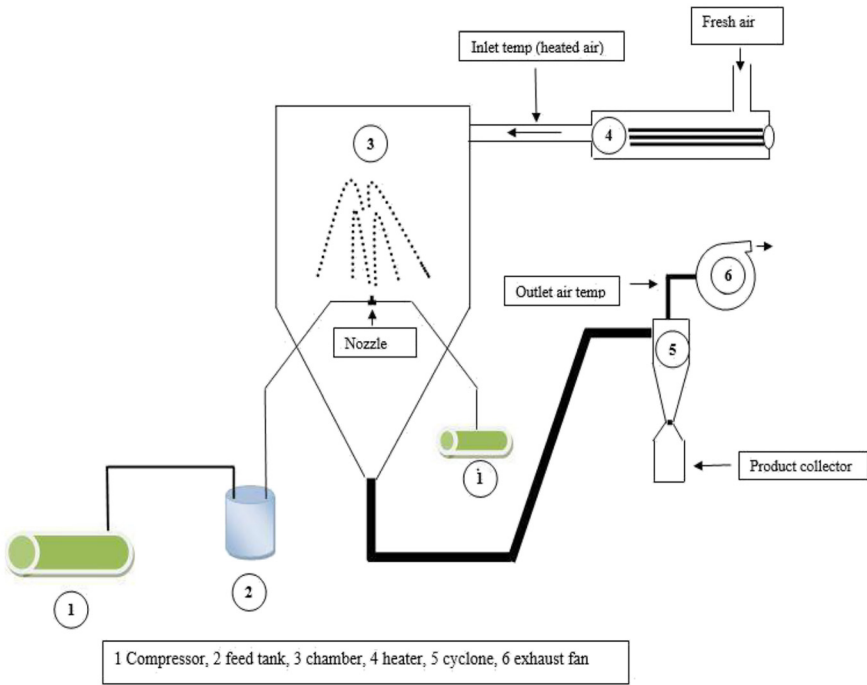 Fresh air
Inlet temp (heated air)
3
4
6
Outlet air temp
5
Nozzle
Product collector
1
2
1
1 Compressor, 2 feed tank, 3 chamber, 4 heater, 5 cyclone, 6 exhaust fan